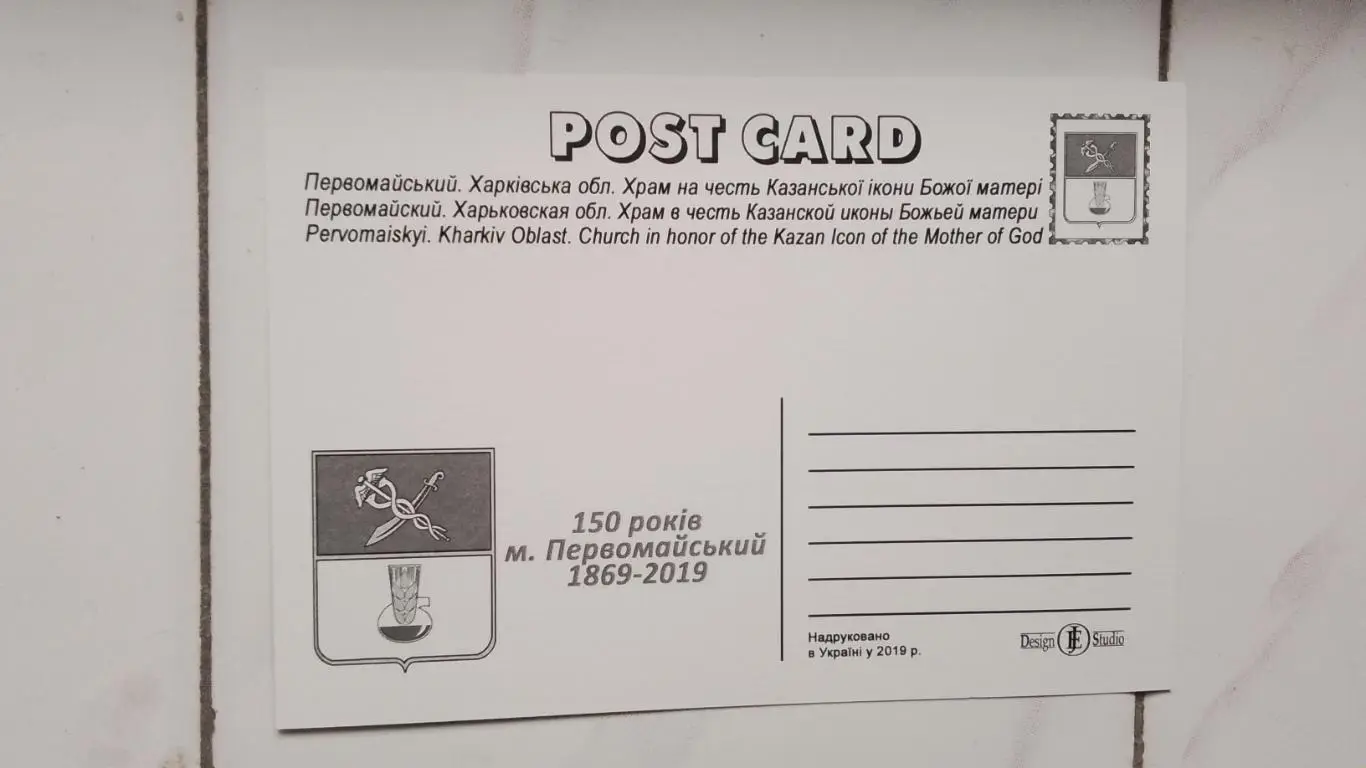 POST CARD
Первомайський. Харківська обл. Храм на честь Казанської ікони Божої матері
Первомайский. Харьковская обл. Храм в честь Казанской иконы Божьей матери
Pervomaiskyi. Kharkiv Oblast. Church in honor of the Kazan Icon of the Mother of God
150 років
м. Первомайський
1869-2019
Надруковано
в Україні у 2019 р.
Design JE Studio